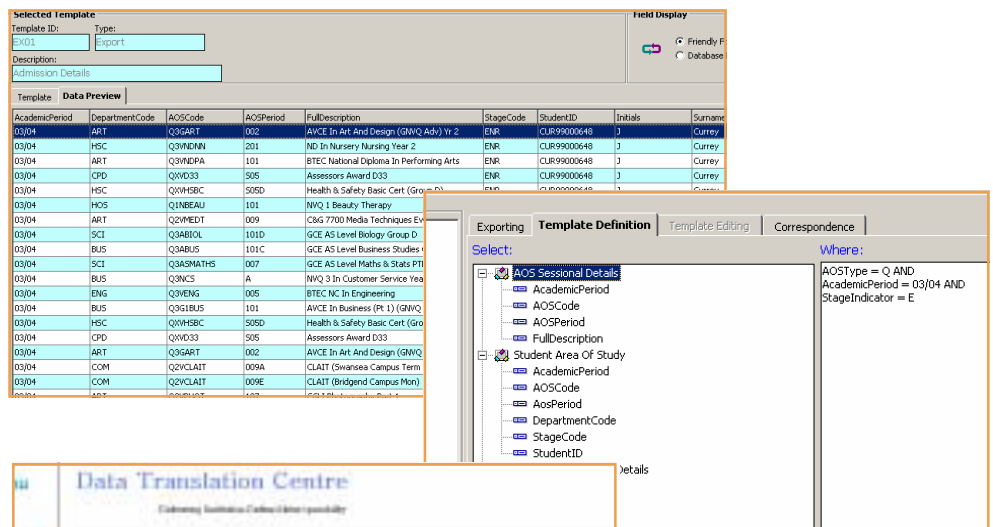 Selected Template
Template ID: Type:
EX01 Export
Description:
Admission Details
Field Display
Friendly F
Database
Template Data Preview
AcademicPeriod DepartmentCode AOSCode AOSPeriod FullDescription StageCode StudentID Initials Surname
03/04 ART Q3GART 002 AVCE In Art And Design (GNVQ Adv) Yr 2 ENR CUR99000648 J Currey
03/04 HSC Q3VNDNN 201 ND In Nursery Nursing Year 2 ENR CUR99000648 J Currey
03/04 ART Q3VNDPA 101 BTEC National Diploma In Performing Arts ENR CUR99000648 J Currey
03/04 CPD QXVD33 S05 Assessors Award D33 ENR CUR99000648 J Currey
03/04 HSC QXVHSBC S05D Health & Safety Basic Cert (Group D) ENR CUR99000648 J Currey
03/04 HOS Q1NBEAU 101 NVQ 1 Beauty Therapy
03/04 ART Q2VMEDT 009 C&G 7700 Media Techniques Ev
03/04 SCI Q3ABIOL 101D GCE AS Level Biology Group D
03/04 BUS Q3ABUS 101C GCE AS Level Business Studies
03/04 SCI Q3ASMATHS 007 GCE AS Level Maths & Stats PTI
03/04 BUS Q3NCS A NVQ 3 In Customer Service Yea
03/04 ENG Q3VENG 005 BTEC NC In Engineering
03/04 BUS Q3G1BUS 101 AVCE In Business (Pt 1) (GNVQ
03/04 HSC QXVHSBC S05D Health & Safety Basic Cert (Gro
03/04 CPD QXVD33 S05 Assessors Award D33
03/04 ART Q3GART 002 AVCE In Art And Design (GNVQ
03/04 COM Q2VCLAIT 009A CLAIT (Swansea Campus Term
03/04 COM Q2VCLAIT 009E CLAIT (Bridgend Campus Mon)
Exporting Template Definition Template Editing Correspondence
Select:
AOS Sessional Details
AcademicPeriod
AOSCode
AOSPeriod
FullDescription
Student Area Of Study
AcademicPeriod
AOSCode
AosPeriod
DepartmentCode
StageCode
StudentID
Details
Where:
AOSType = Q AND
AcademicPeriod = 03/04 AND
StageIndicator = E
Data Translation Centre